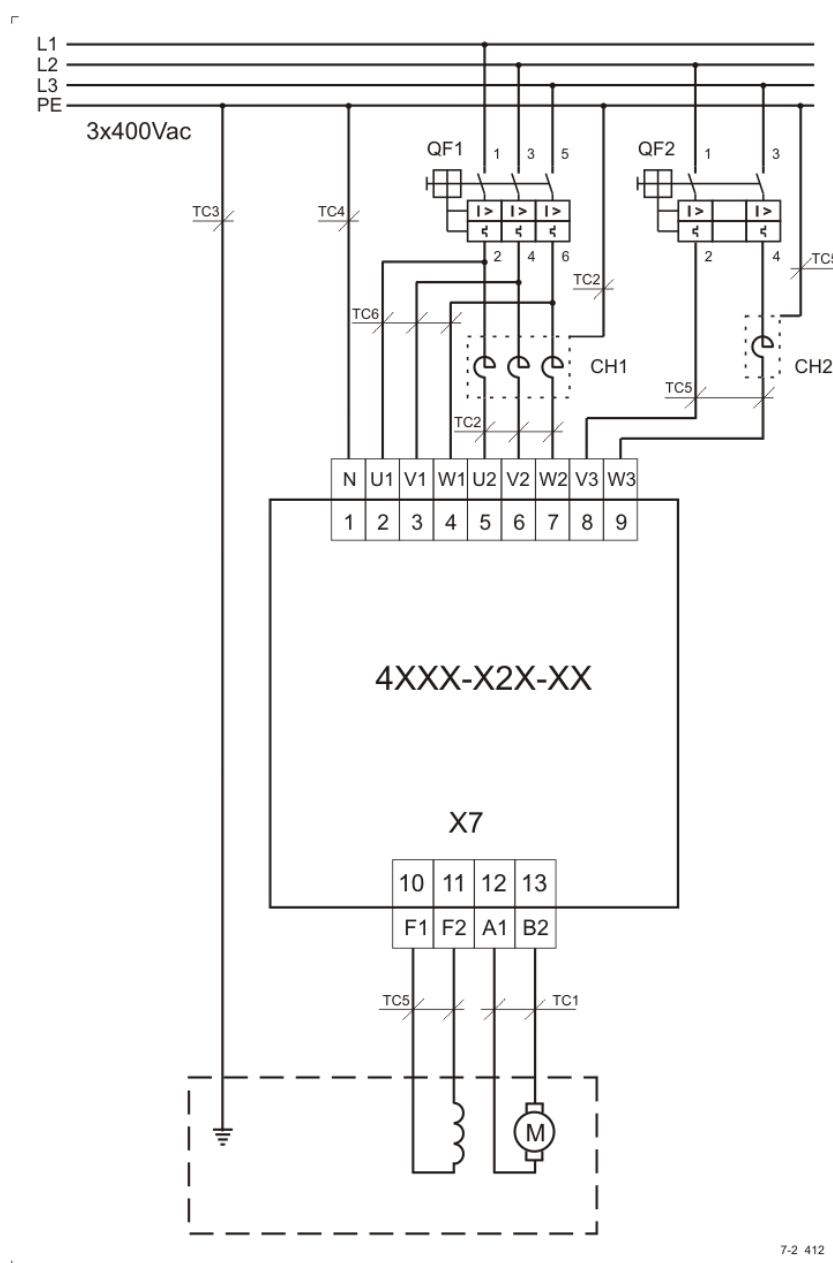 L1
L2
L3
PE
3x400Vac
QF1
1 3 5
QF2
1 3
TC3
TC4
I> I> I>
I> I>
2 4 6
2 4
TC2
TC5
TC6
CH1
CH2
TC5
TC2
N U1 V1 W1 U2 V2 W2 V3 W3
1 2 3 4 5 6 7 8 9
4XXX-X2X-XX
X7
10 11 12 13
F1 F2 A1 B2
TC5
TC1
M
7-2 412